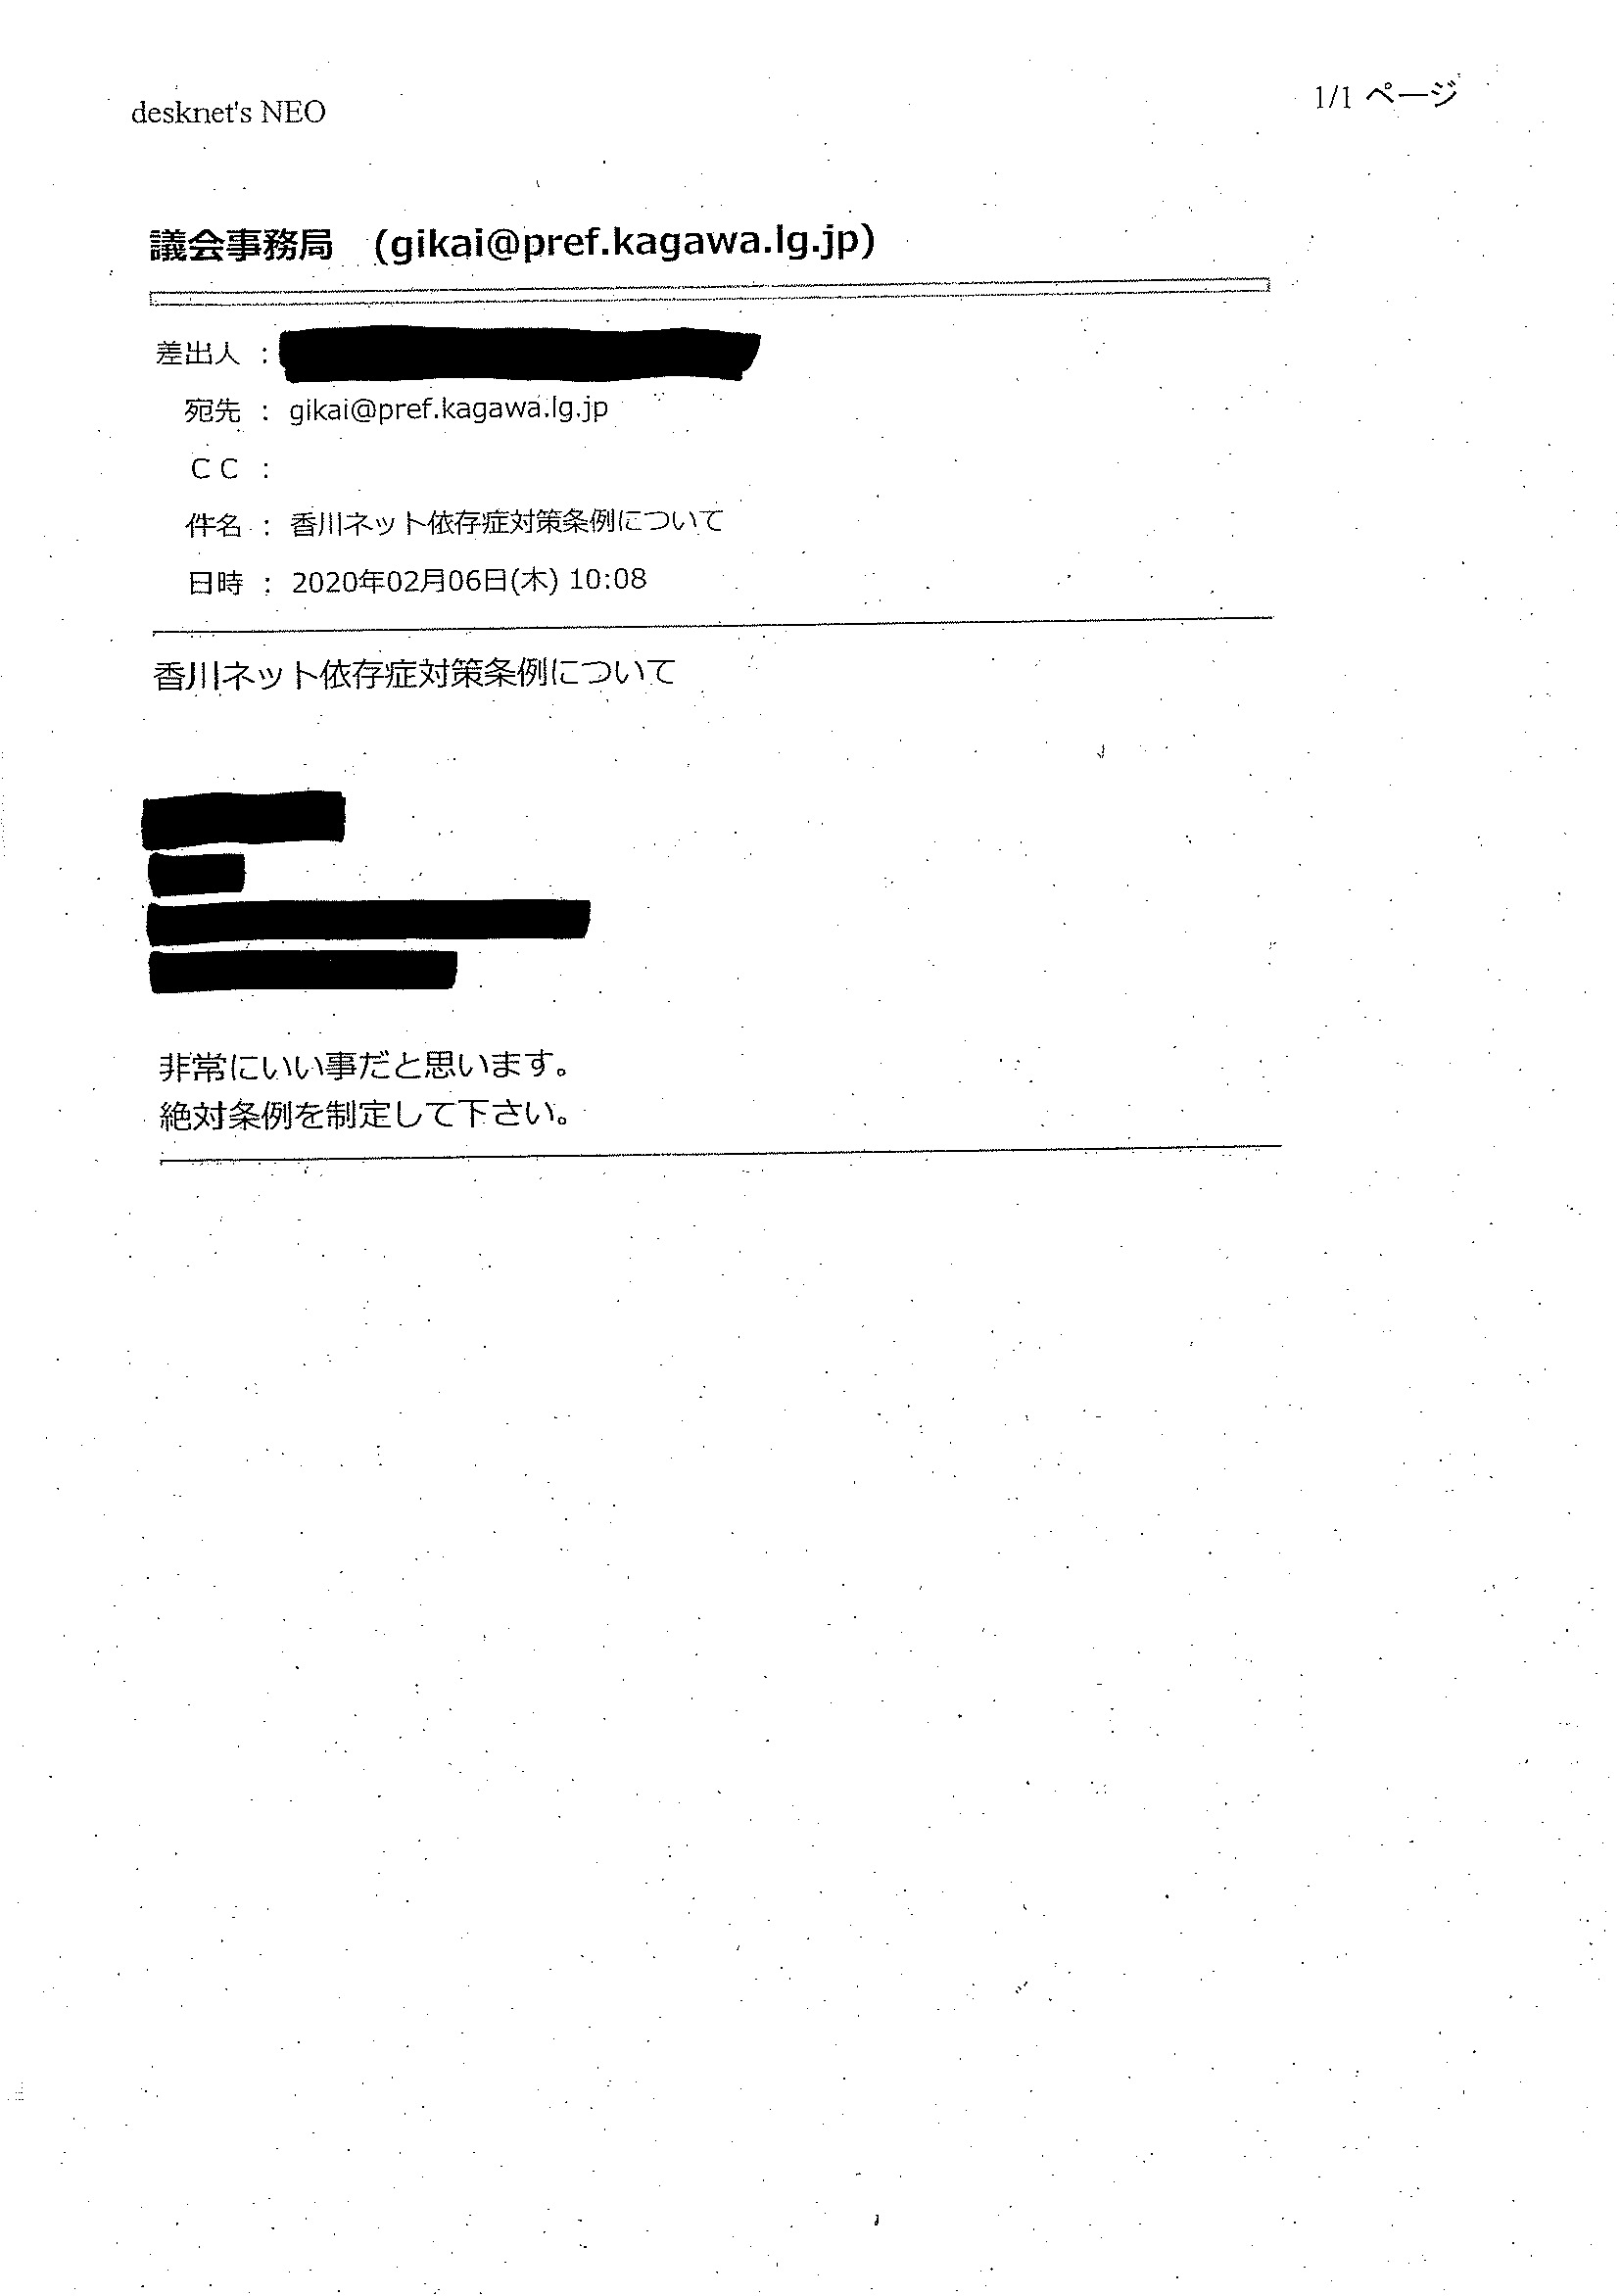 desknet's NEO
1/1 ページ
議会事務局 (gikai@pref.kagawa.lg.jp)
差出人 :
宛先 : gikai@pref.kagawa.lg.jp
CC :
件名 : 香川ネット依存症対策条例について
日時 : 2020年02月06日(木) 10:08
香川ネット依存症対策条例について
非常にいい事だと思います。
絶対条例を制定して下さい。